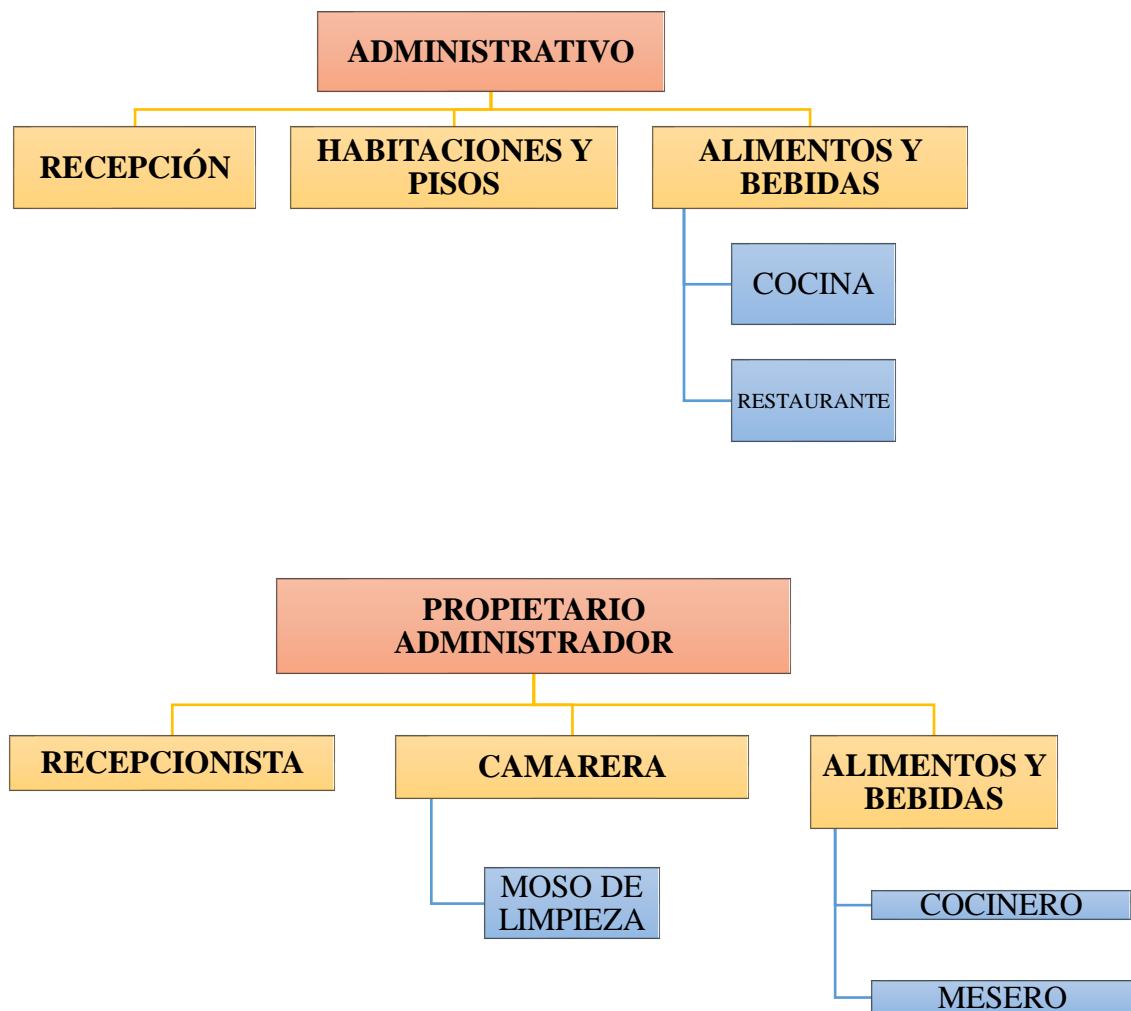 ADMINISTRATIVO
RECEPCIÓN
HABITACIONES Y
PISOS
ALIMENTOS Y
BEBIDAS
COCINA
RESTAURANTE
PROPIETARIO
ADMINISTRADOR
RECEPCIONISTA
CAMARERA
ALIMENTOS Y
BEBIDAS
MOSO DE
LIMPIEZA
COCINERO
MESERO